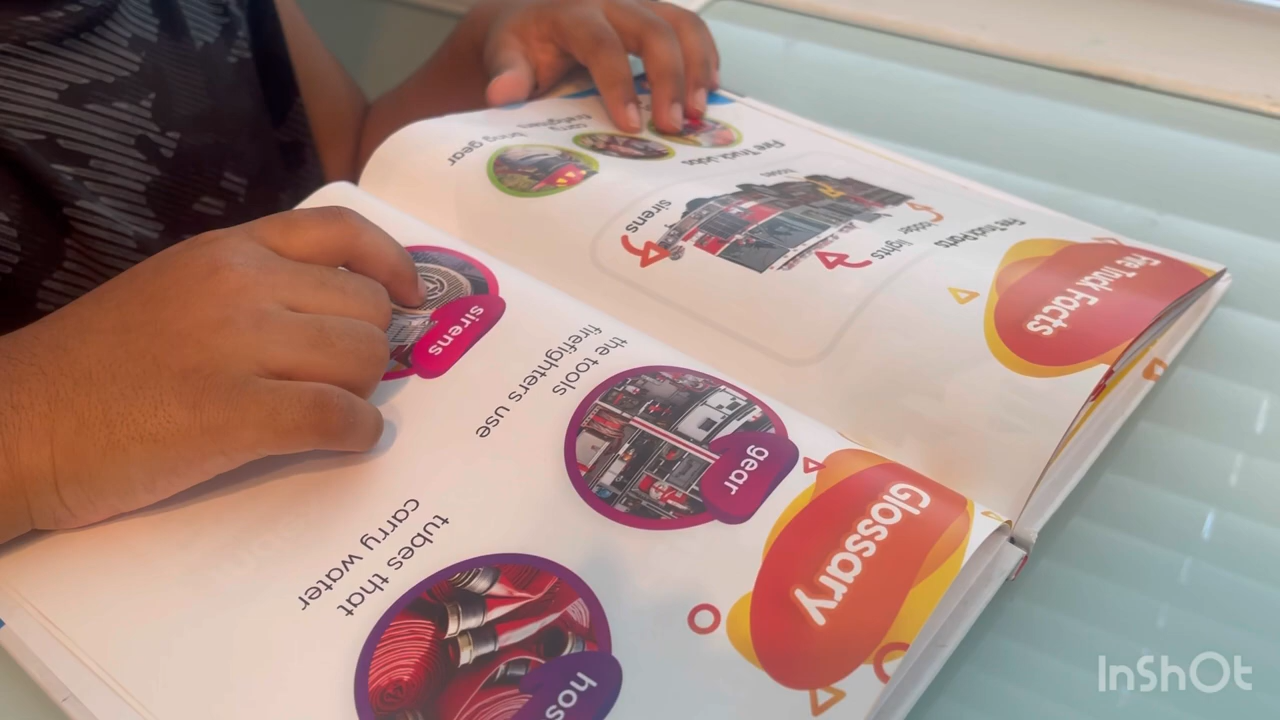 Fire Truck Facts
Fire Truck Parts
ladder
lights
hoses
sirens
Fire Truck Jobs
carry
firefighters
bring gear
Glossary
gear
the tools
firefighters use
hos
tubes that
carry water
sirens
InShOt